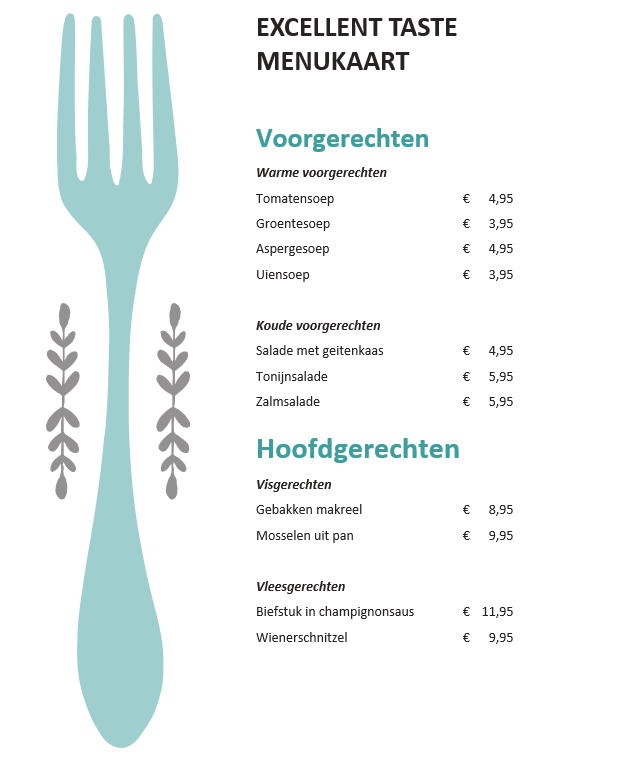 EXCELLENT TASTE
MENUKAART
Voorgerechten
Warme voorgerechten
Tomatensoep € 4,95
Groentesoep € 3,95
Aspergesoep € 4,95
Uiensoep € 3,95
Koude voorgerechten
Salade met geitenkaas € 4,95
Tonijnsalade € 5,95
Zalmsalade € 5,95
Hoofdgerechten
Visgerechten
Gebakken makreel € 8,95
Mosselen uit pan € 9,95
Vleesgerechten
Biefstuk in champignonsaus € 11,95
Wienerschnitzel € 9,95